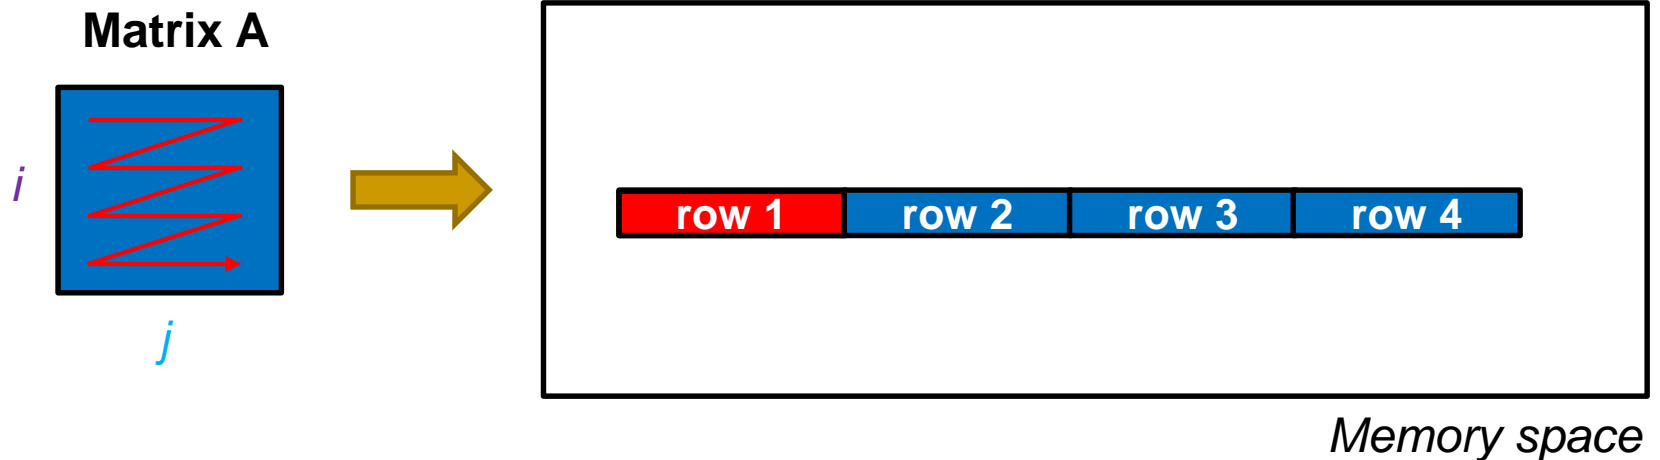 Matrix A
i
j
row 1 row 2 row 3 row 4
Memory space